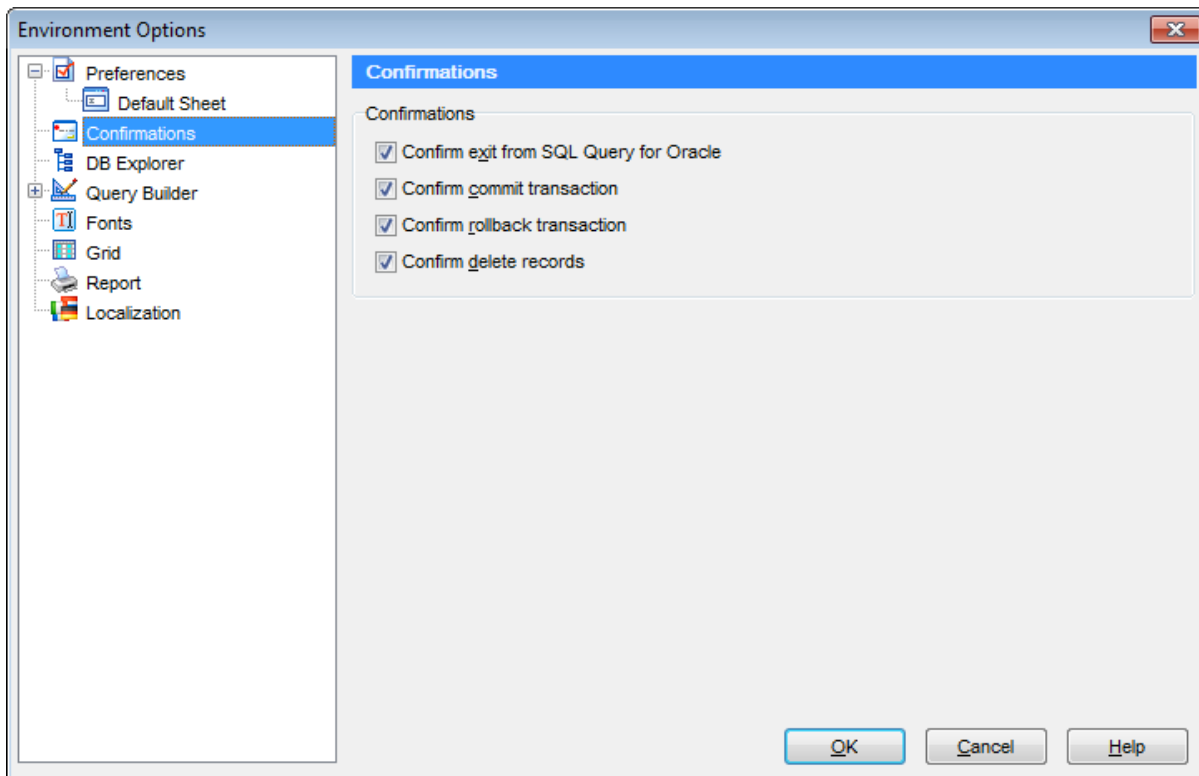 Environment Options
Preferences
Default Sheet
Confirmations
DB Explorer
Query Builder
Fonts
Grid
Report
Localization
Confirmations
Confirmations
Confirm exit from SQL Query for Oracle
Confirm commit transaction
Confirm rollback transaction
Confirm delete records
OK
Cancel
Help